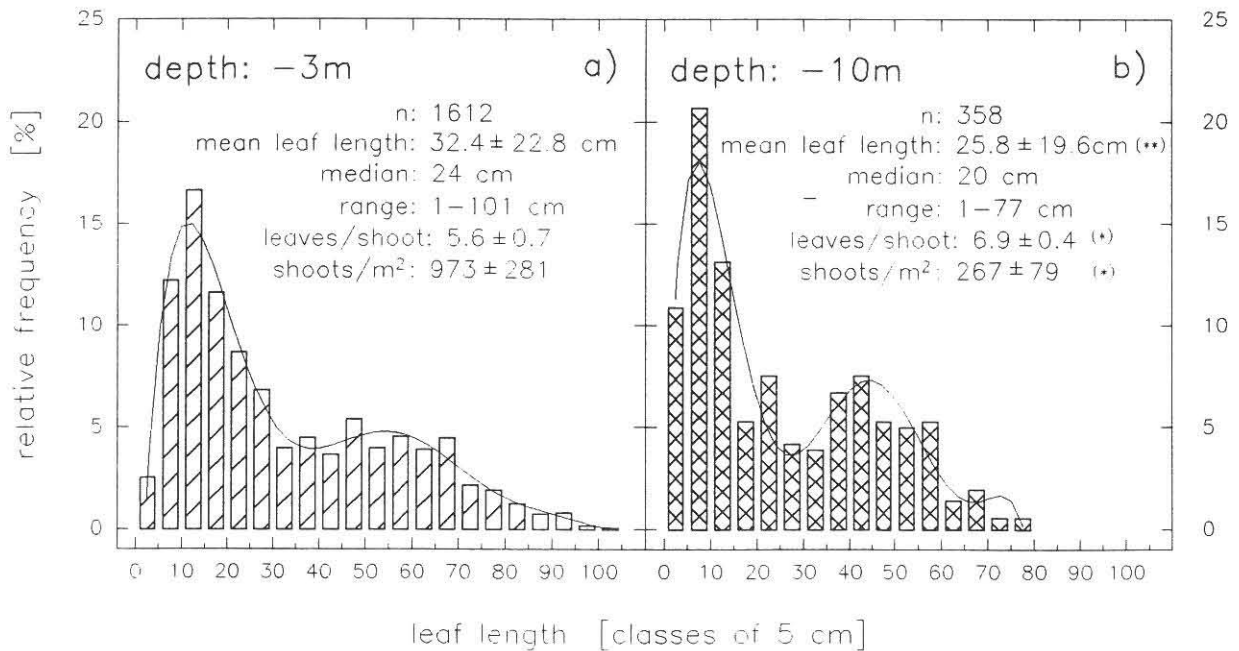 25
20
15
10
5
0
relative frequency [%]
depth: -3m
a)
n: 1612
mean leaf length: 32.4 ± 22.8 cm
median: 24 cm
range: 1-101 cm
leaves/shoot: 5.6 ± 0.7
shoots/m²: 973 ± 281
0 10 20 30 40 50 60 70 80 90 100
depth: -10m
b)
n: 358
mean leaf length: 25.8 ± 19.6cm (**)
median: 20 cm
range: 1-77 cm
leaves/shoot: 6.9 ± 0.4 (*)
shoots/m²: 267 ± 79 (*)
0 10 20 30 40 50 60 70 80 90 100
25
20
15
10
5
0
leaf length [classes of 5 cm]